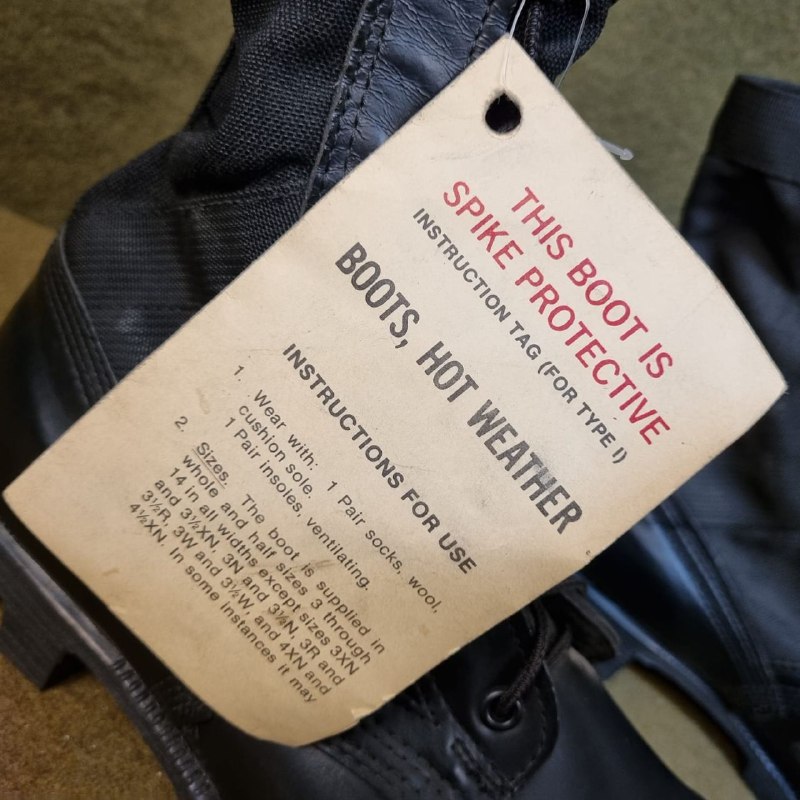 THIS BOOT IS
SPIKE PROTECTIVE
INSTRUCTION TAG (FOR TYPE I)
BOOTS, HOT WEATHER
INSTRUCTIONS FOR USE
1. Wear with: 1 Pair socks, wool,
cushion sole.
1 Pair insoles, ventilating.
2. Sizes. The boot is supplied in
whole and half sizes 3 through
14 in all widths except sizes 3XN
and 3½XN, 3N and 3½N, 3R and
3½R, 3W and 3½W, and 4XN and
4½XN. In some instances it may